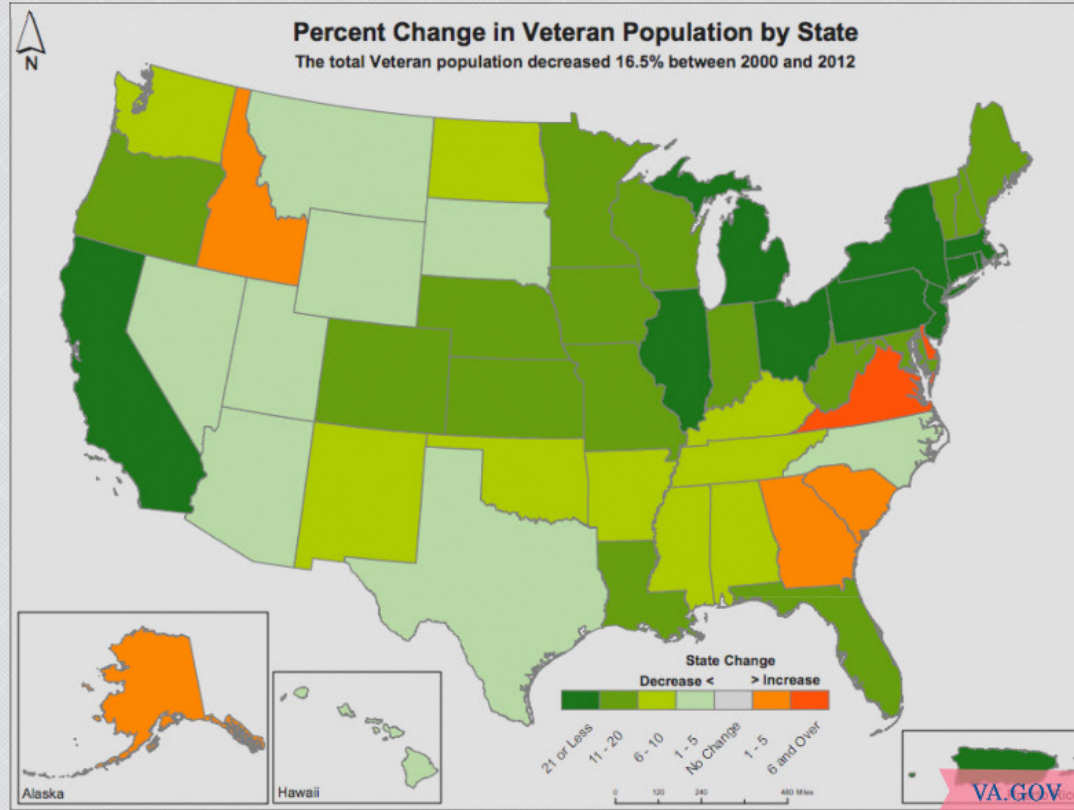 Percent Change in Veteran Population by State
The total Veteran population decreased 16.5% between 2000 and 2012
N
State Change
Decrease < > Increase
21 or Less
11 - 20
6 - 10
1 - 5
No Change
1 - 5
6 and Over
0 120 240 480 Miles
Alaska
Hawaii
VA.GOV